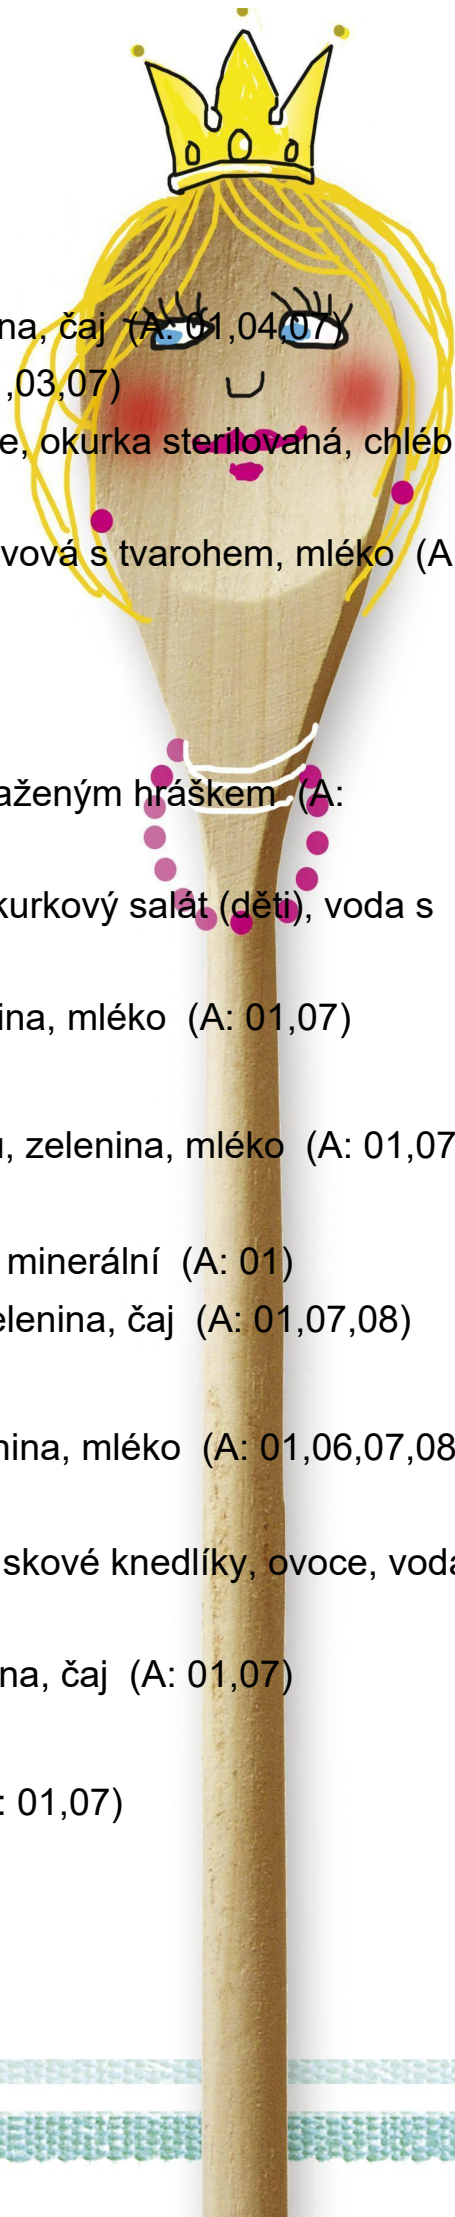 na, čaj (A: 01,04,07)
,03,07)
e, okurka sterilovaná, chléb
vová s tvarohem, mléko (A
aženým hráškem (A:
kurkový salát (děti), voda s
ina, mléko (A: 01,07)
, zelenina, mléko (A: 01,07
minerální (A: 01)
elenina, čaj (A: 01,07,08)
nina, mléko (A: 01,06,07,08
skové knedlíky, ovoce, voda
na, čaj (A: 01,07)
: 01,07)